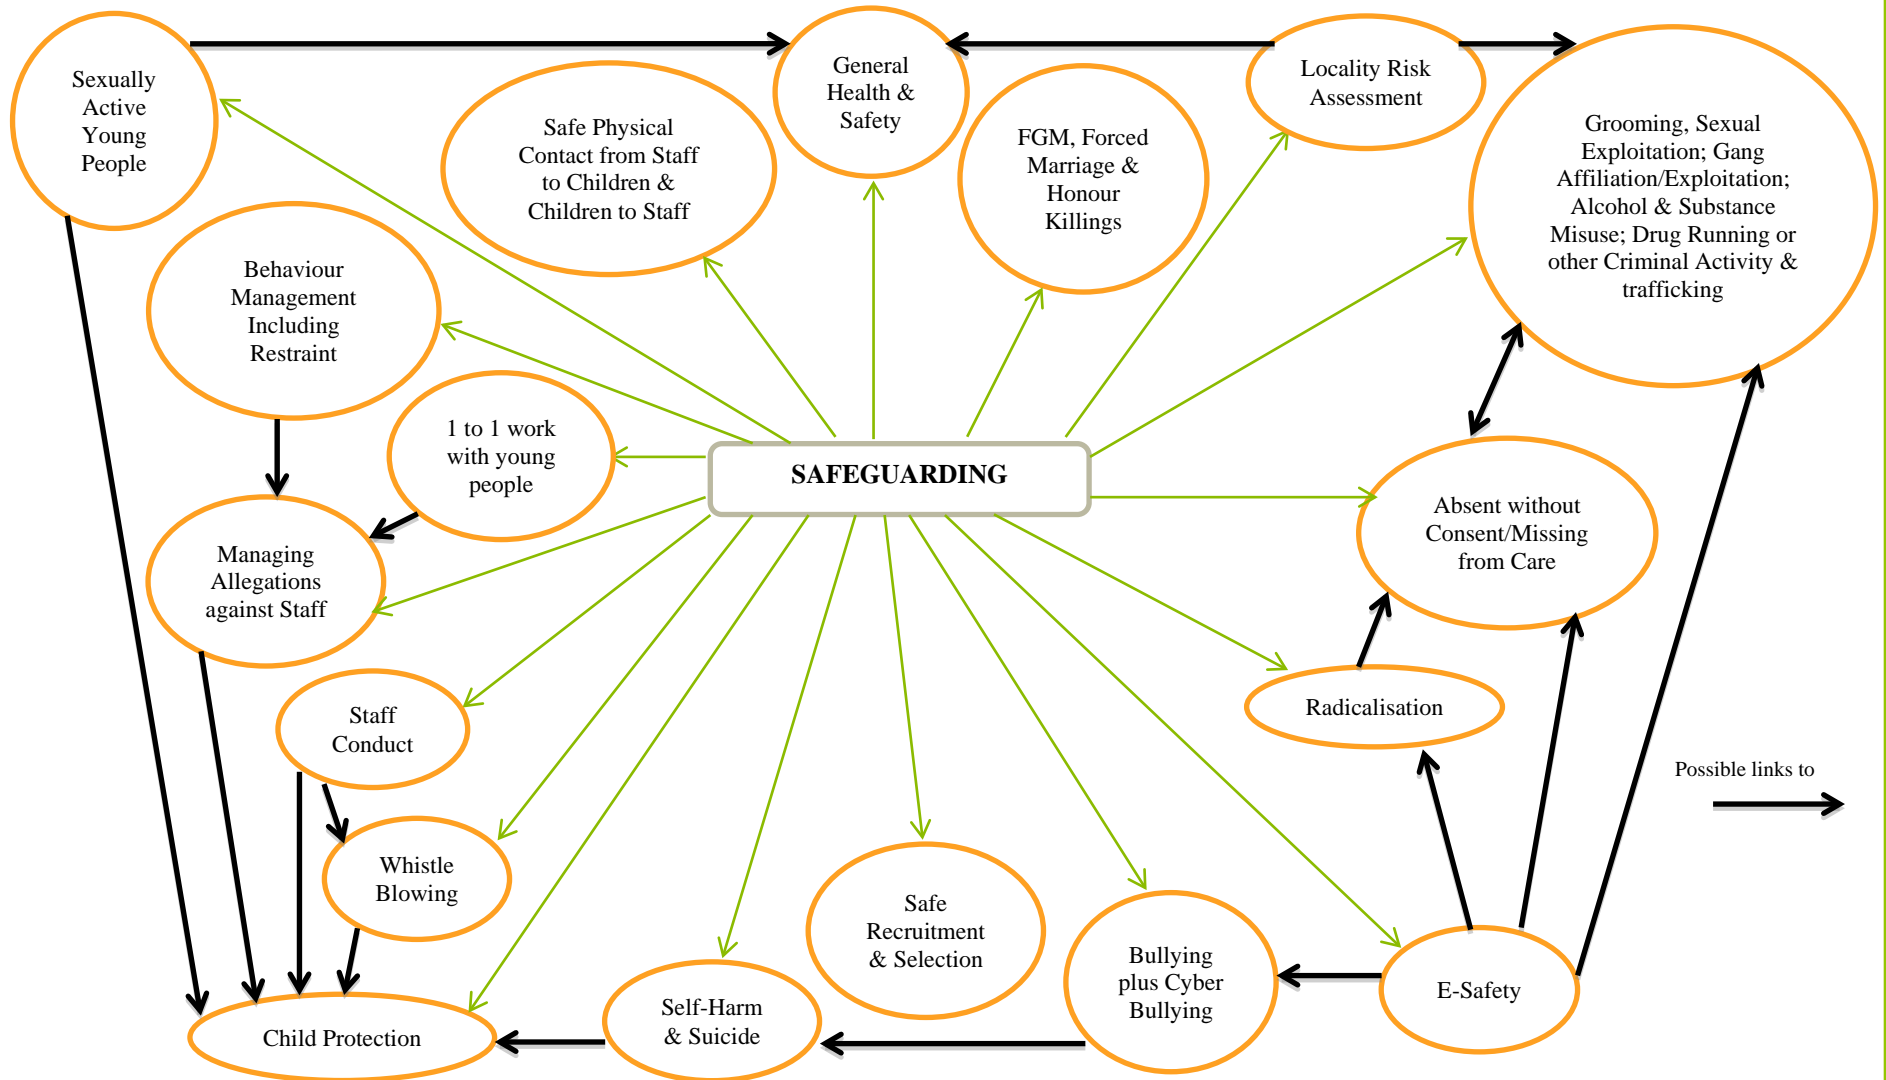 Sexually
Active
Young
People
General
Health &
Safety
Locality Risk
Assessment
Safe Physical
Contact from Staff
to Children &
Children to Staff
FGM, Forced
Marriage &
Honour
Killings
Grooming, Sexual
Exploitation; Gang
Affiliation/Exploitation;
Alcohol & Substance
Misuse; Drug Running or
other Criminal Activity &
trafficking
Behaviour
Management
Including
Restraint
1 to 1 work
with young
people
SAFEGUARDING
Absent without
Consent/Missing
from Care
Managing
Allegations
against Staff
Staff
Conduct
Radicalisation
Possible links to
Whistle
Blowing
Safe
Recruitment
& Selection
Bullying
plus Cyber
Bullying
E-Safety
Self-Harm
& Suicide
Child Protection